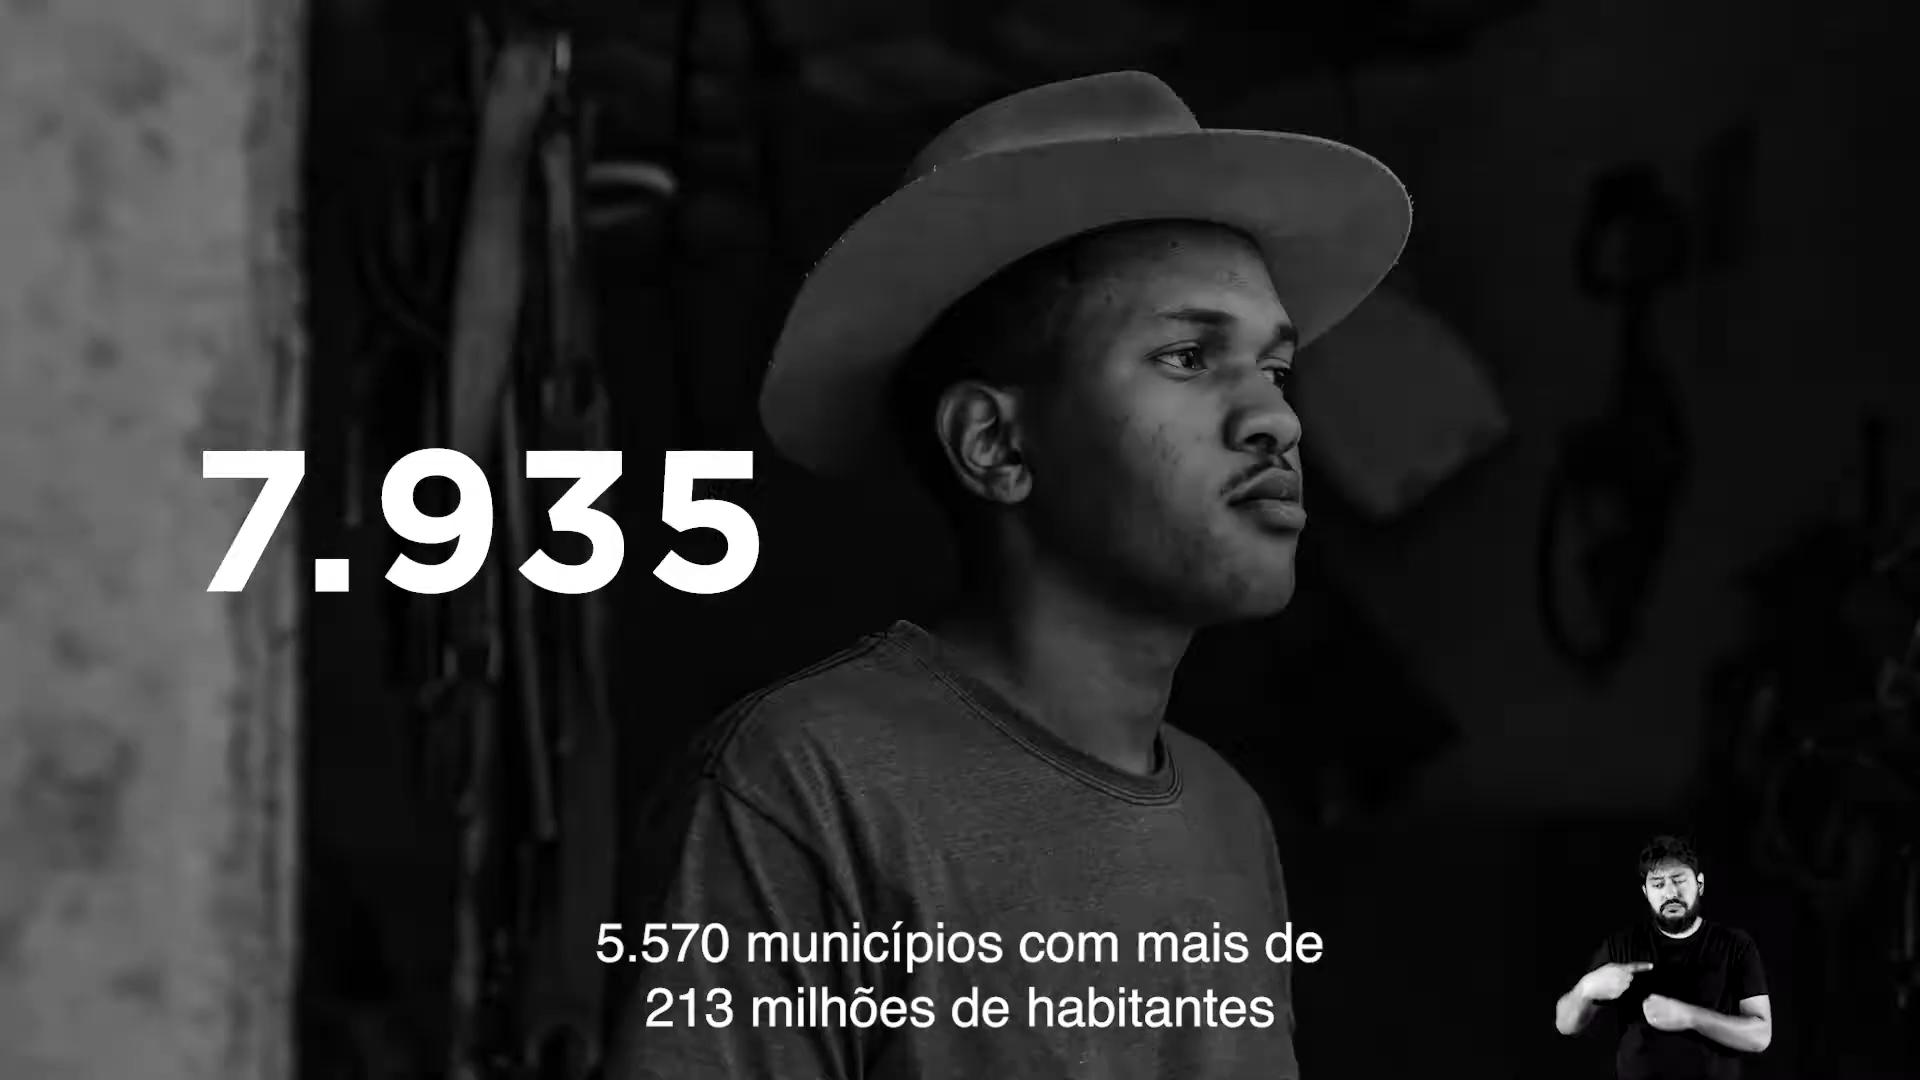 7.935
5.570 municípios com mais de
213 milhões de habitantes